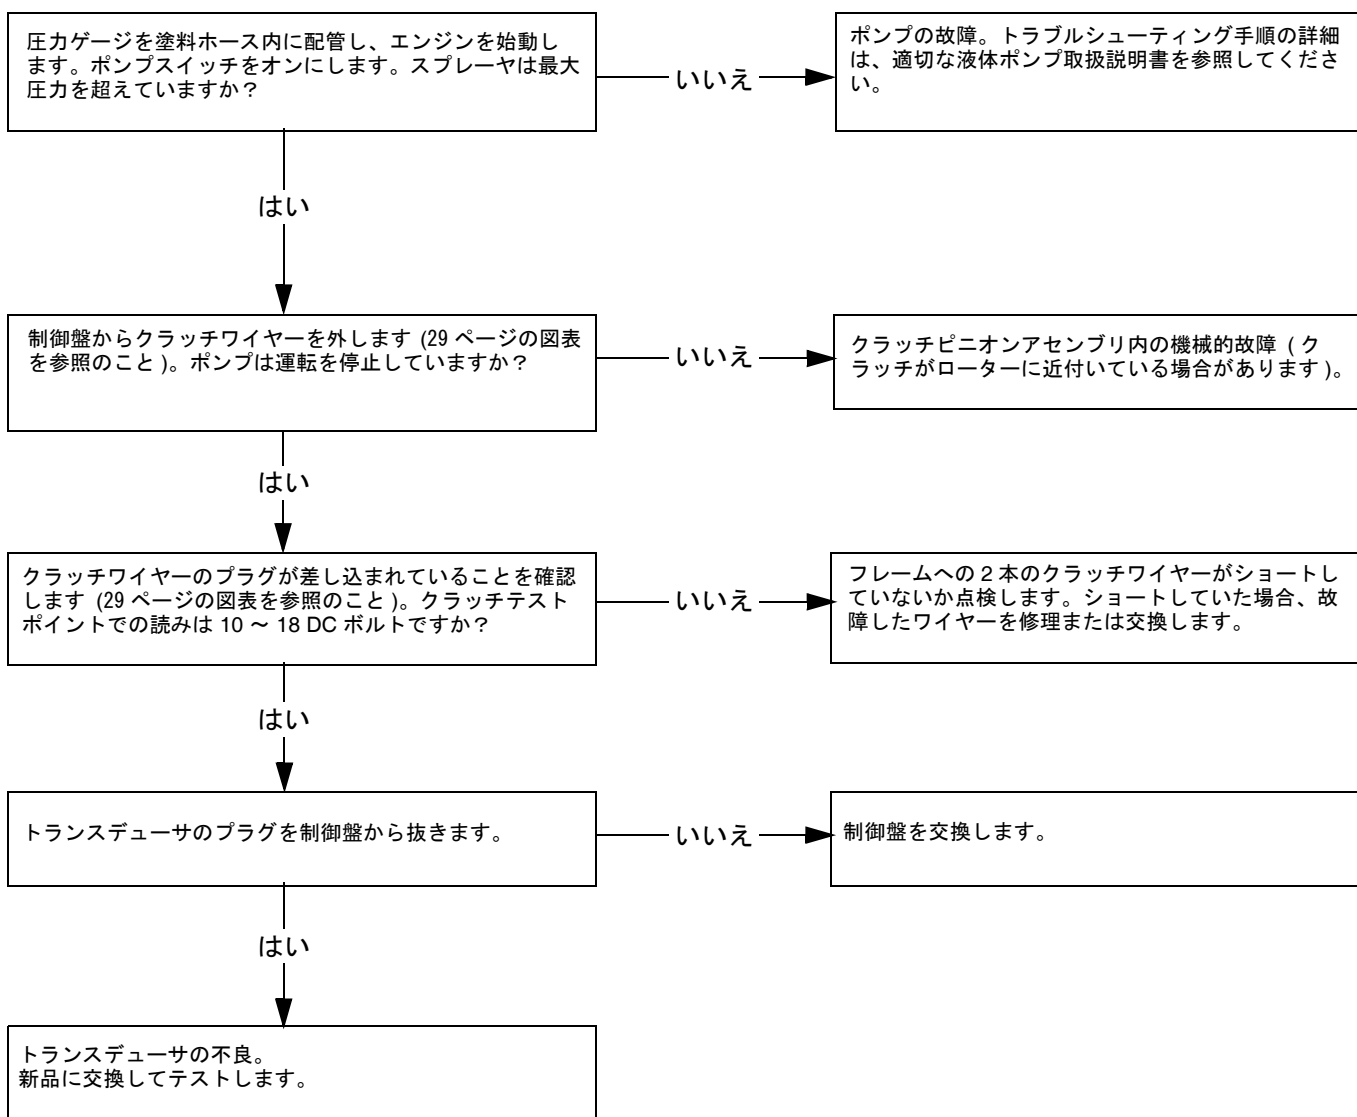 圧力ゲージを塗料ホース内に配管し、エンジンを始動し
ます。ポンプスイッチをオンにします。スプレーヤは最大
圧力を超えていますか？
いいえ
ポンプの故障。トラブルシューティング手順の詳細
は、適切な液体ポンプ取扱説明書を参照してくださ
い。
はい
制御盤からクラッチワイヤーを外します (29 ページの図表
を参照のこと )。ポンプは運転を停止していますか？
いいえ
クラッチピニオンアセンブリ内の機械的故障 ( ク
ラッチがローターに近付いている場合があります )。
はい
クラッチワイヤーのプラグが差し込まれていることを確認
します (29 ページの図表を参照のこと )。クラッチテスト
ポイントでの読みは 10 ～ 18 DC ボルトですか？
いいえ
フレームへの 2 本のクラッチワイヤーがショートし
ていないか点検します。ショートしていた場合、故
障したワイヤーを修理または交換します。
はい
トランスデューサのプラグを制御盤から抜きます。
いいえ
制御盤を交換します。
はい
トランスデューサの不良。
新品に交換してテストします。